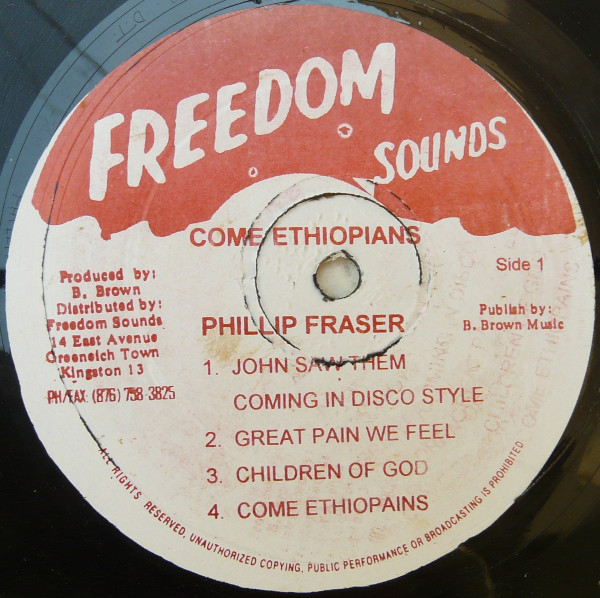 FREEDOM
SOUNDS
COME ETHIOPIANS
Side 1
Produced by:
B. Brown
Distributed by:
Freedom Sounds
14 East Avenue
Greeneich Town
Kingston 13
PH/FAX: (876) 758-3825
Publish by:
B. Brown Music
PHILLIP FRASER
1. JOHN SAW THEM
COMING IN DISCO STYLE
2. GREAT PAIN WE FEEL
3. CHILDREN OF GOD
4. COME ETHIOPAINS
ALL RIGHTS RESERVED, UNAUTHORIZED COPYING, PUBLIC PERFORMANCE OR BROADCASTING IS PROHIBITED